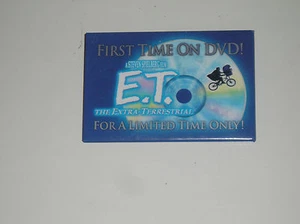 FIRST TIME ON DVD!
E.T.
THE EXTRA-TERRESTRIAL
FOR A LIMITED TIME ONLY!